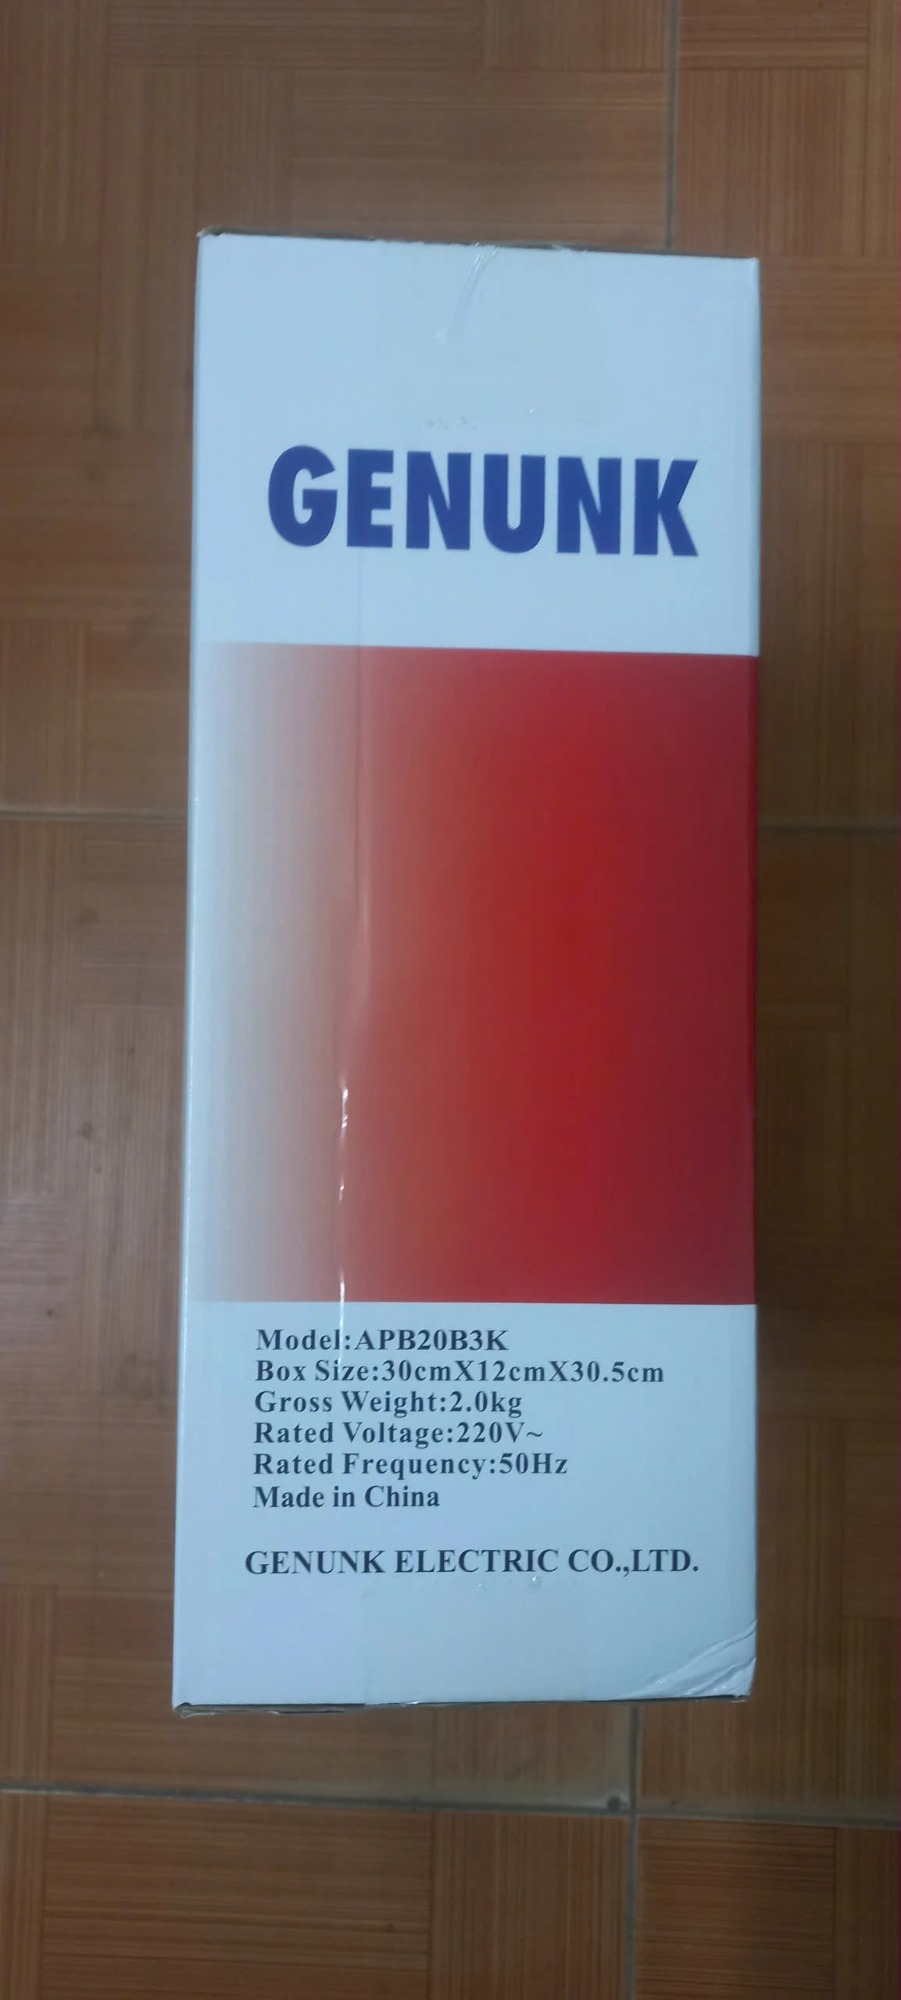 GENUNK
Model:APB20B3K
Box Size:30cmX12cmX30.5cm
Gross Weight:2.0kg
Rated Voltage:220V~
Rated Frequency:50Hz
Made in China
GENUNK ELECTRIC CO.,LTD.